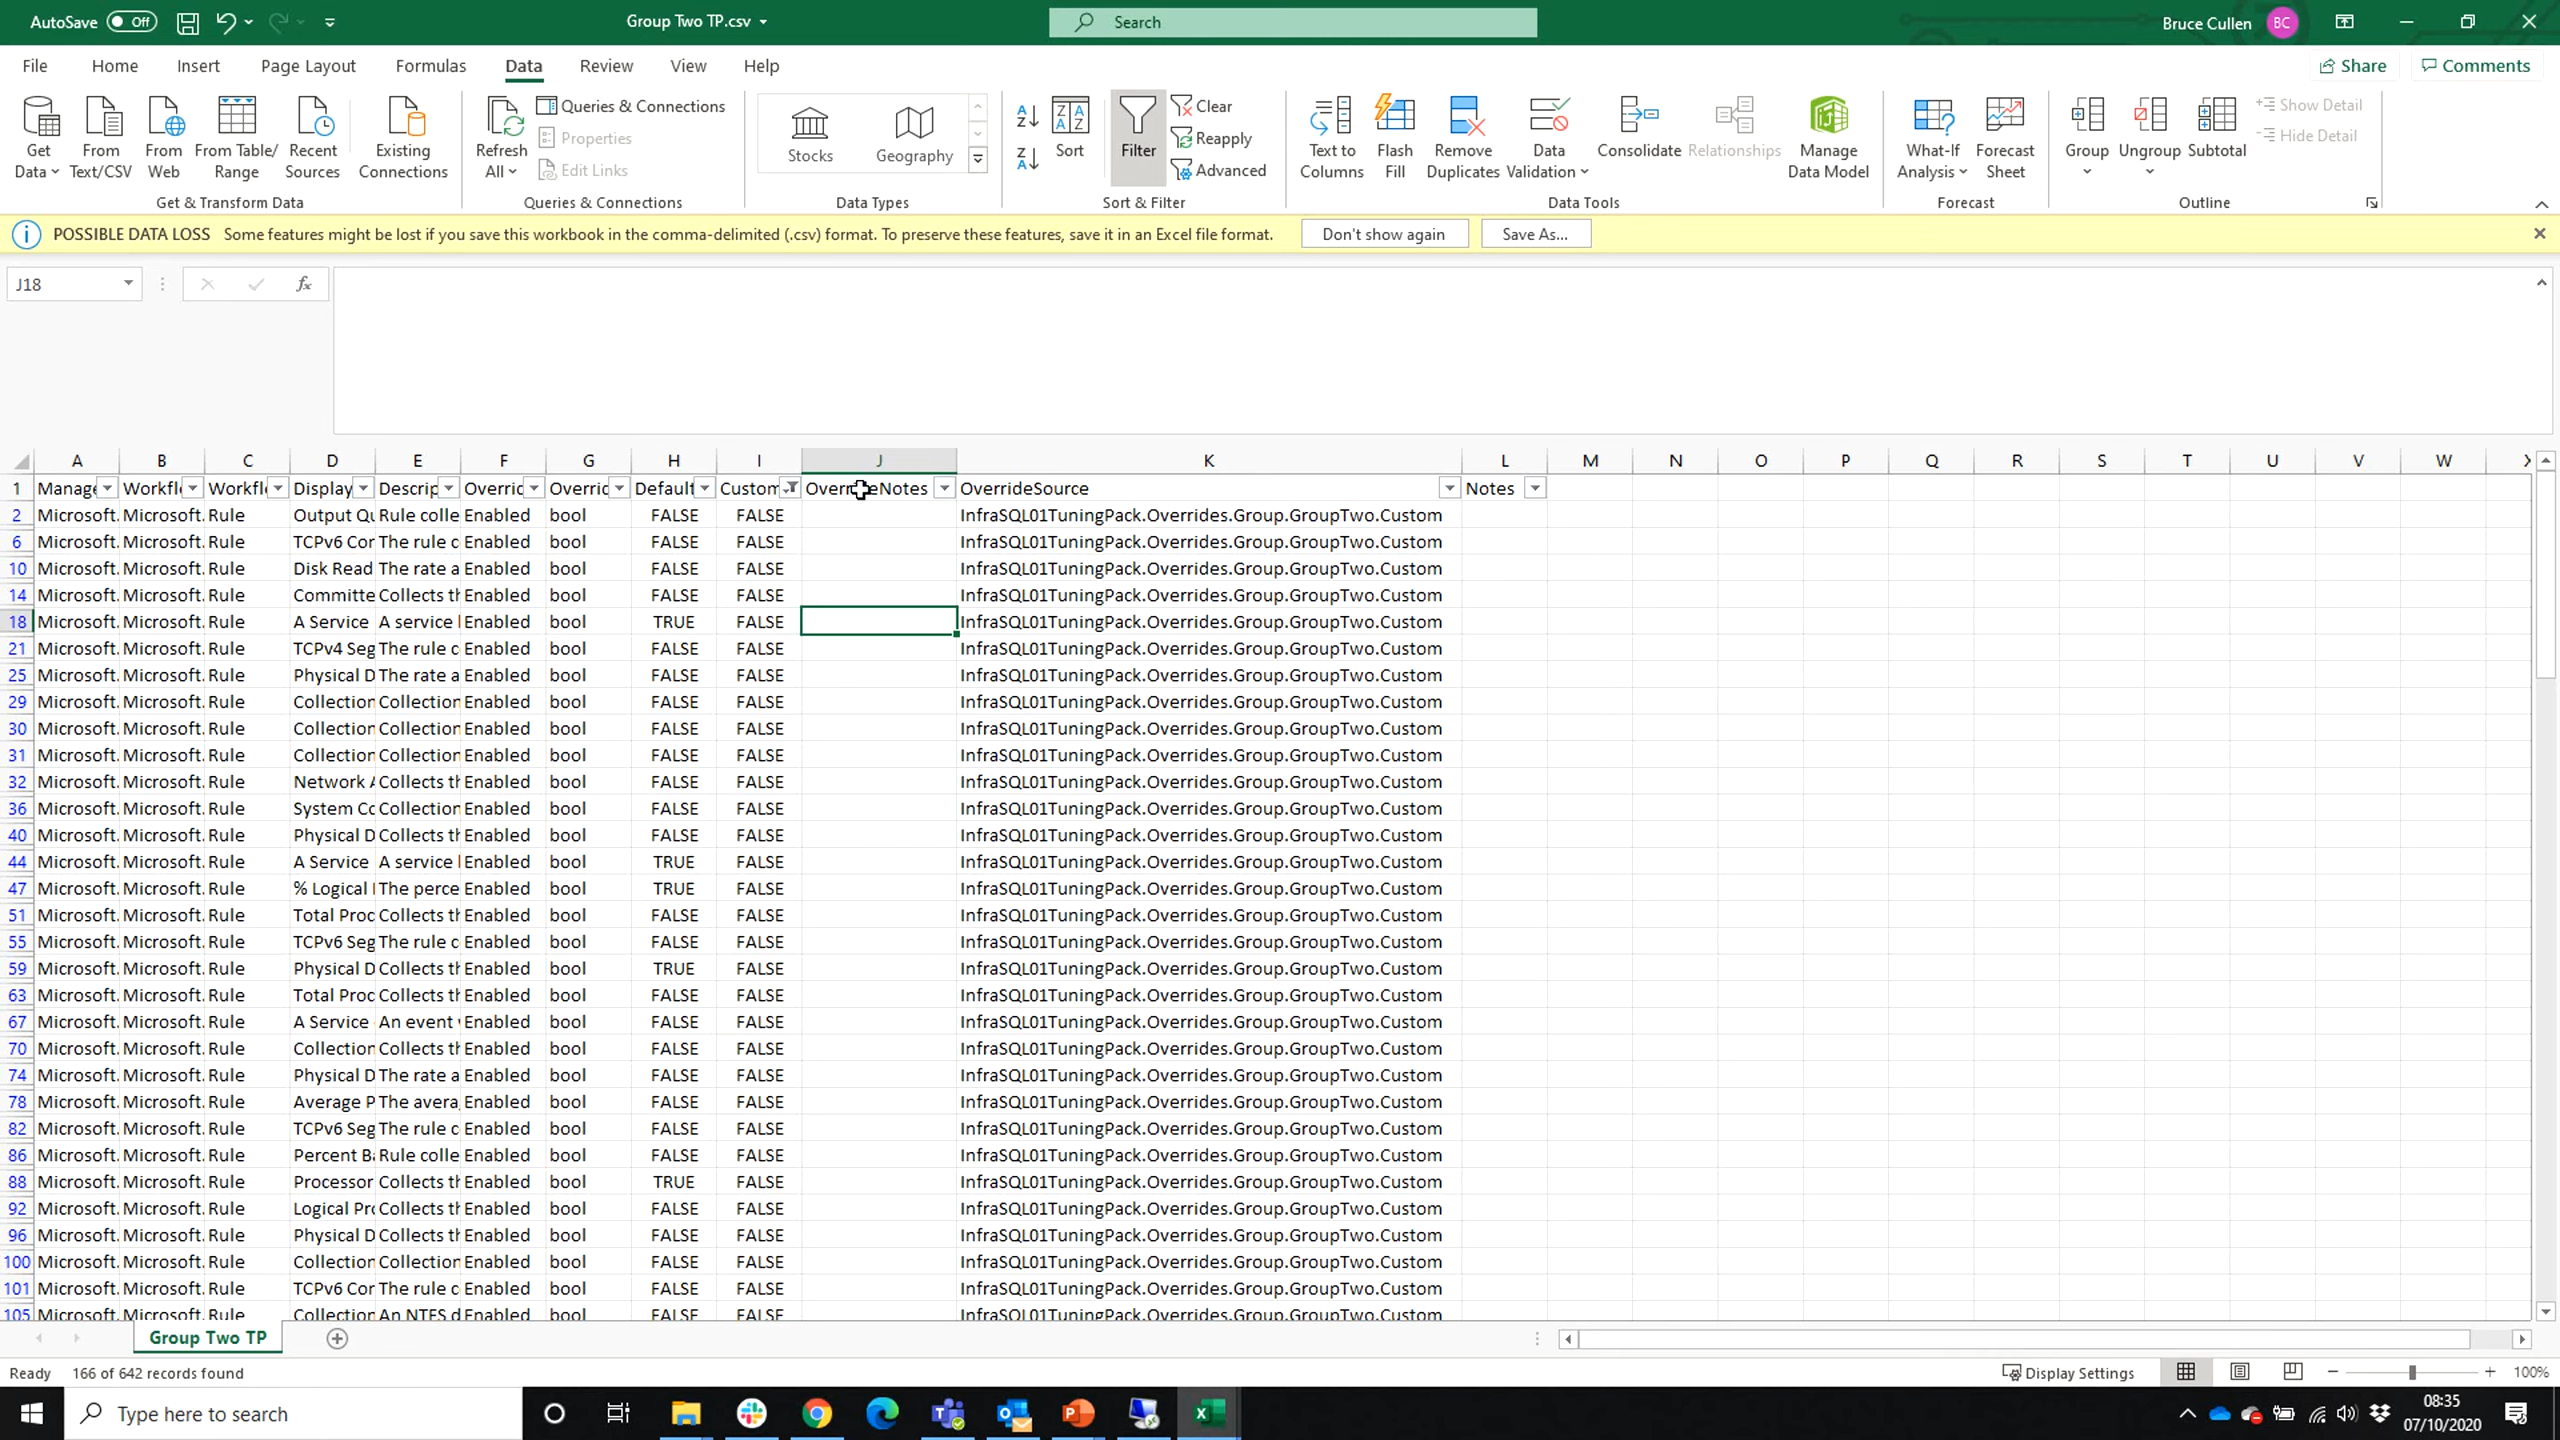 AutoSave Off Group Two TP.csv Search Bruce Cullen BC
File Home Insert Page Layout Formulas Data Review View Help Share Comments
Get Data From Text/CSV From Web From Table/ Range Recent Sources Existing Connections
Get & Transform Data
Refresh All Queries & Connections Properties Edit Links
Queries & Connections
Stocks Geography
Data Types
Sort Filter Clear Reapply Advanced
Sort & Filter
Text to Columns Flash Fill Remove Duplicates Data Validation Consolidate Relationships Manage Data Model
Data Tools
What-If Analysis Forecast Sheet
Forecast
Group Ungroup Subtotal Show Detail Hide Detail
Outline
POSSIBLE DATA LOSS Some features might be lost if you save this workbook in the comma-delimited (.csv) format. To preserve these features, save it in an Excel file format. Don't show again Save As...
J18 fx
A B C D E F G H I J K L M N O P Q R S T U V W
1 Manage Workfl Workfl Display Descrip Overric Overric Default Custom OverrideNotes OverrideSource Notes
2 Microsoft. Microsoft. Rule Output Qu Rule colle Enabled bool FALSE FALSE InfraSQL01TuningPack.Overrides.Group.GroupTwo.Custom
6 Microsoft. Microsoft. Rule TCPv6 Cor The rule c Enabled bool FALSE FALSE InfraSQL01TuningPack.Overrides.Group.GroupTwo.Custom
10 Microsoft. Microsoft. Rule Disk Read The rate a Enabled bool FALSE FALSE InfraSQL01TuningPack.Overrides.Group.GroupTwo.Custom
14 Microsoft. Microsoft. Rule Committe Collects th Enabled bool FALSE FALSE InfraSQL01TuningPack.Overrides.Group.GroupTwo.Custom
18 Microsoft. Microsoft. Rule A Service A service Enabled bool TRUE FALSE InfraSQL01TuningPack.Overrides.Group.GroupTwo.Custom
21 Microsoft. Microsoft. Rule TCPv4 Seg The rule c Enabled bool FALSE FALSE InfraSQL01TuningPack.Overrides.Group.GroupTwo.Custom
25 Microsoft. Microsoft. Rule Physical D The rate a Enabled bool FALSE FALSE InfraSQL01TuningPack.Overrides.Group.GroupTwo.Custom
29 Microsoft. Microsoft. Rule Collection Collection Enabled bool FALSE FALSE InfraSQL01TuningPack.Overrides.Group.GroupTwo.Custom
30 Microsoft. Microsoft. Rule Collection Collection Enabled bool FALSE FALSE InfraSQL01TuningPack.Overrides.Group.GroupTwo.Custom
31 Microsoft. Microsoft. Rule Collection Collection Enabled bool FALSE FALSE InfraSQL01TuningPack.Overrides.Group.GroupTwo.Custom
32 Microsoft. Microsoft. Rule Network A Collects th Enabled bool FALSE FALSE InfraSQL01TuningPack.Overrides.Group.GroupTwo.Custom
36 Microsoft. Microsoft. Rule System Co Collection Enabled bool FALSE FALSE InfraSQL01TuningPack.Overrides.Group.GroupTwo.Custom
40 Microsoft. Microsoft. Rule Physical D Collects th Enabled bool FALSE FALSE InfraSQL01TuningPack.Overrides.Group.GroupTwo.Custom
44 Microsoft. Microsoft. Rule A Service A service Enabled bool TRUE FALSE InfraSQL01TuningPack.Overrides.Group.GroupTwo.Custom
47 Microsoft. Microsoft. Rule % Logical The perce Enabled bool TRUE FALSE InfraSQL01TuningPack.Overrides.Group.GroupTwo.Custom
51 Microsoft. Microsoft. Rule Total Proc Collects th Enabled bool FALSE FALSE InfraSQL01TuningPack.Overrides.Group.GroupTwo.Custom
55 Microsoft. Microsoft. Rule TCPv6 Seg The rule c Enabled bool FALSE FALSE InfraSQL01TuningPack.Overrides.Group.GroupTwo.Custom
59 Microsoft. Microsoft. Rule Physical D Collects th Enabled bool TRUE FALSE InfraSQL01TuningPack.Overrides.Group.GroupTwo.Custom
63 Microsoft. Microsoft. Rule Total Proc Collects th Enabled bool FALSE FALSE InfraSQL01TuningPack.Overrides.Group.GroupTwo.Custom
67 Microsoft. Microsoft. Rule A Service An event Enabled bool FALSE FALSE InfraSQL01TuningPack.Overrides.Group.GroupTwo.Custom
70 Microsoft. Microsoft. Rule Collection Collects th Enabled bool FALSE FALSE InfraSQL01TuningPack.Overrides.Group.GroupTwo.Custom
74 Microsoft. Microsoft. Rule Physical D The rate a Enabled bool FALSE FALSE InfraSQL01TuningPack.Overrides.Group.GroupTwo.Custom
78 Microsoft. Microsoft. Rule Average P The avera Enabled bool FALSE FALSE InfraSQL01TuningPack.Overrides.Group.GroupTwo.Custom
82 Microsoft. Microsoft. Rule TCPv6 Seg The rule c Enabled bool FALSE FALSE InfraSQL01TuningPack.Overrides.Group.GroupTwo.Custom
86 Microsoft. Microsoft. Rule Percent Ba Rule colle Enabled bool FALSE FALSE InfraSQL01TuningPack.Overrides.Group.GroupTwo.Custom
88 Microsoft. Microsoft. Rule Processor Collects th Enabled bool TRUE FALSE InfraSQL01TuningPack.Overrides.Group.GroupTwo.Custom
92 Microsoft. Microsoft. Rule Logical Pro Collects th Enabled bool FALSE FALSE InfraSQL01TuningPack.Overrides.Group.GroupTwo.Custom
96 Microsoft. Microsoft. Rule Physical D Collects th Enabled bool FALSE FALSE InfraSQL01TuningPack.Overrides.Group.GroupTwo.Custom
100 Microsoft. Microsoft. Rule Collection Collection Enabled bool FALSE FALSE InfraSQL01TuningPack.Overrides.Group.GroupTwo.Custom
101 Microsoft. Microsoft. Rule TCPv6 Cor The rule c Enabled bool FALSE FALSE InfraSQL01TuningPack.Overrides.Group.GroupTwo.Custom
105 Microsoft. Microsoft. Rule Collection An NTFS d Enabled bool FALSE FALSE InfraSQL01TuningPack.Overrides.Group.GroupTwo.Custom
Group Two TP
Ready 166 of 642 records found Display Settings 100%
Type here to search 08:35
07/10/2020